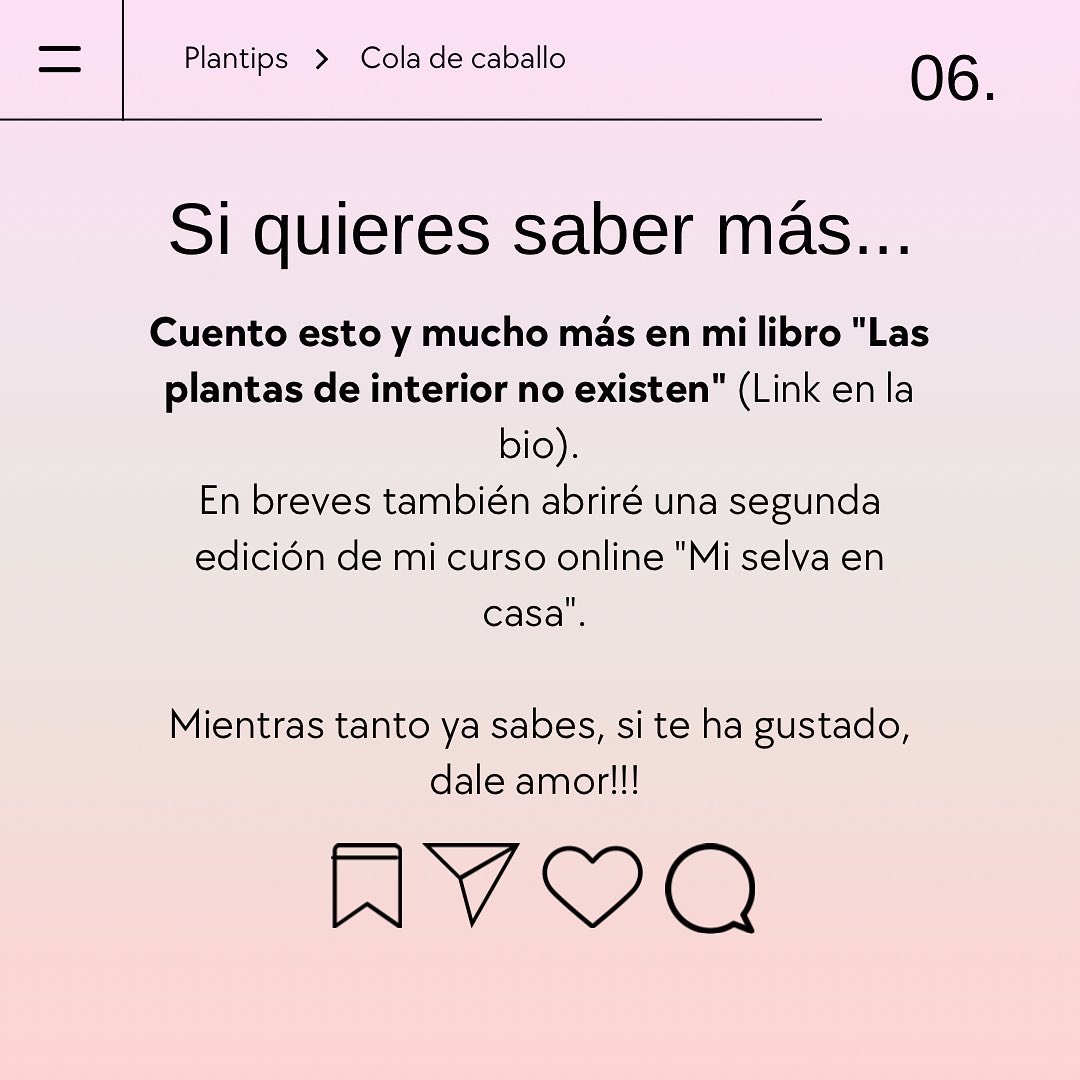 Plantips > Cola de caballo
06.
Si quieres saber más...
Cuento esto y mucho más en mi libro "Las
plantas de interior no existen" (Link en la
bio).
En breves también abriré una segunda
edición de mi curso online "Mi selva en
casa".
Mientras tanto ya sabes, si te ha gustado,
dale amor!!!